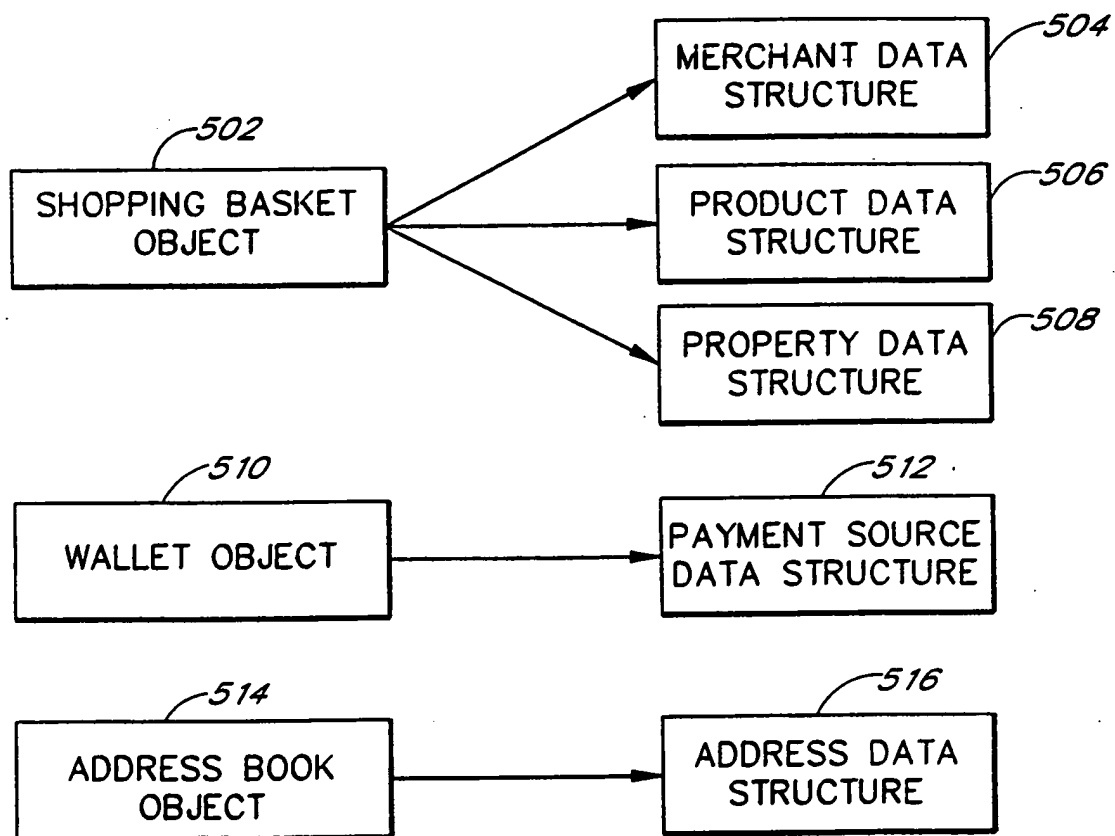 504
MERCHANT DATA
STRUCTURE
502
SHOPPING BASKET
OBJECT
506
PRODUCT DATA
STRUCTURE
508
PROPERTY DATA
STRUCTURE
510
WALLET OBJECT
512
PAYMENT SOURCE
DATA STRUCTURE
514
ADDRESS BOOK
OBJECT
516
ADDRESS DATA
STRUCTURE